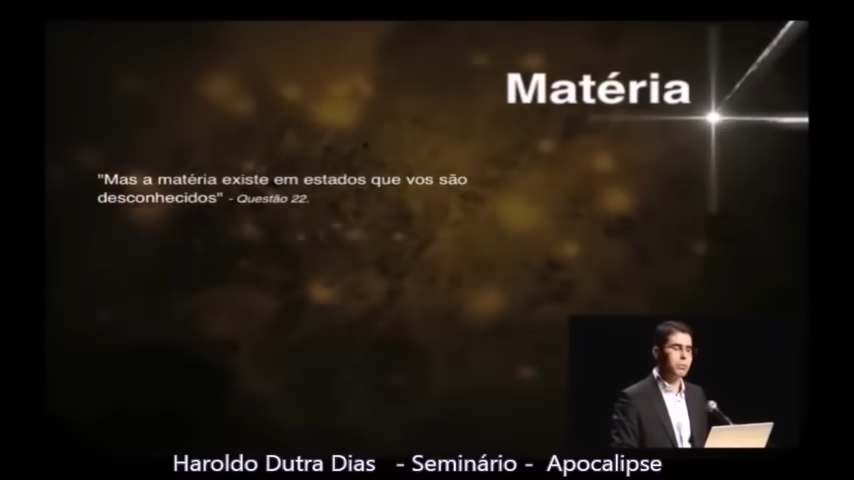 Matéria
"Mas a matéria existe em estados que vos são
desconhecidos" - Questão 22.
Haroldo Dutra Dias - Seminário - Apocalipse